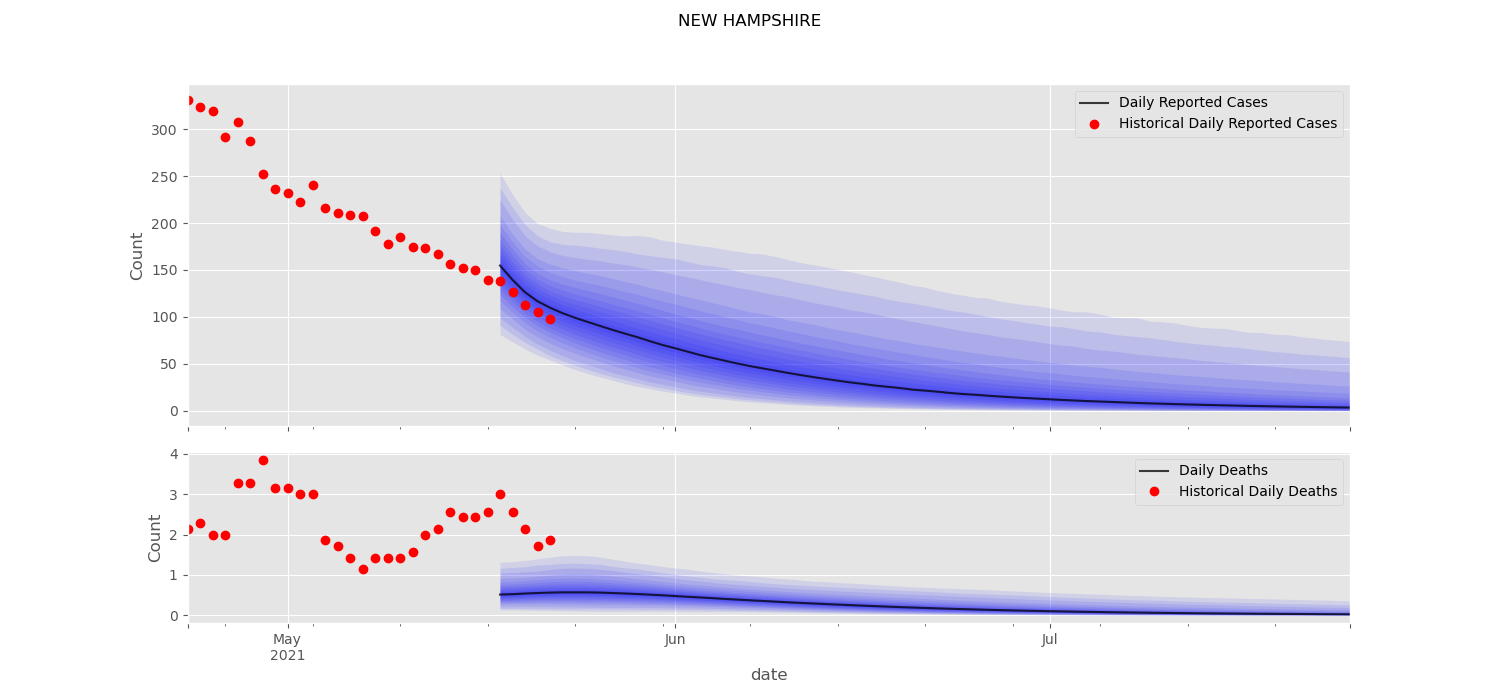 NEW HAMPSHIRE
Daily Reported Cases
Historical Daily Reported Cases
300
250
200
150
100
50
0
Count
Daily Deaths
Historical Daily Deaths
4
3
2
1
0
Count
May
2021
Jun
Jul
date